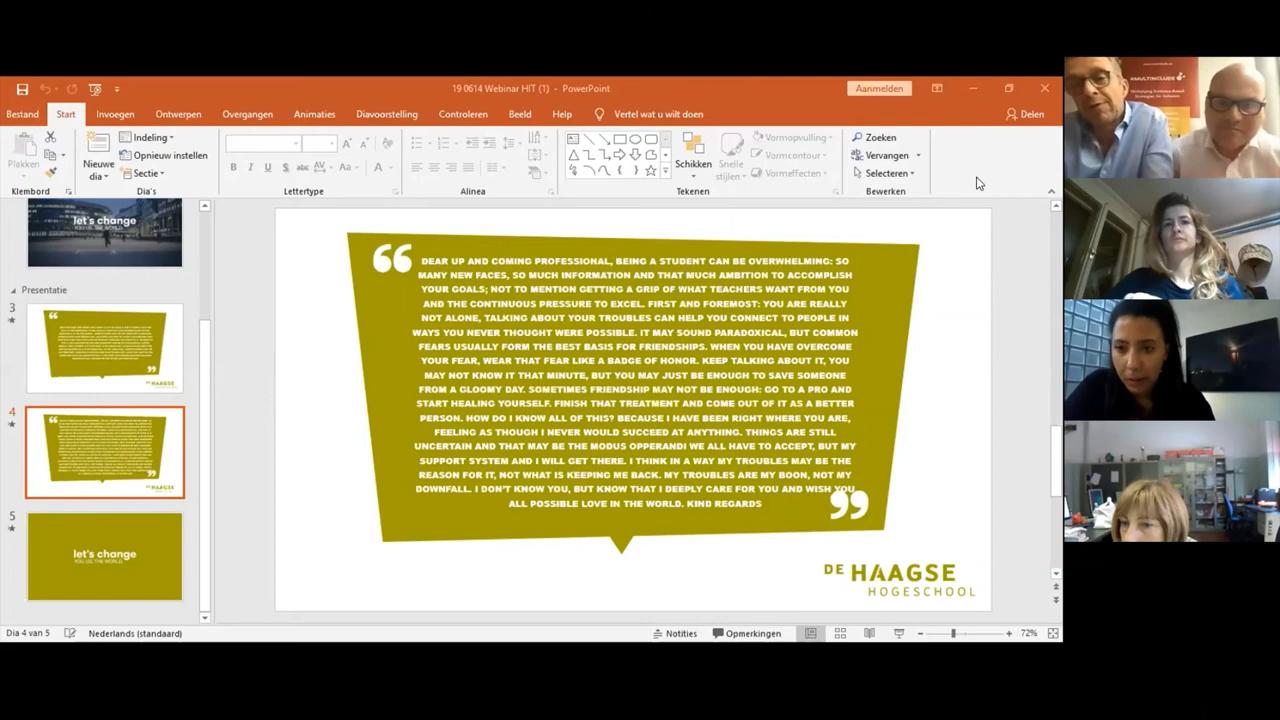 19 0614 Webinar HIT (1) - PowerPoint
Aanmelden
Bestand Start Invoegen Ontwerpen Overgangen Animaties Diavoorstelling Controleren Beeld Help Vertel wat u wilt doen Delen
Plakken
Nieuwe dia
Indeling
Opnieuw instellen
Sectie
Schikken
Snelle stijlen
Vormopvulling
Vormcontour
Vormeffecten
Zoeken
Vervangen
Selecteren
Klembord Dia's Lettertype Alinea Tekenen Bewerken
let's change
YOU. US. THE WORLD.
Presentatie
3
4
5
let's change
YOU. US. THE WORLD.
“
DEAR UP AND COMING PROFESSIONAL, BEING A STUDENT CAN BE OVERWHELMING: SO
MANY NEW FACES, SO MUCH INFORMATION AND THAT MUCH AMBITION TO ACCOMPLISH
YOUR GOALS; NOT TO MENTION GETTING A GRIP OF WHAT TEACHERS WANT FROM YOU
AND THE CONTINUOUS PRESSURE TO EXCEL. FIRST AND FOREMOST: YOU ARE REALLY
NOT ALONE, TALKING ABOUT YOUR TROUBLES CAN HELP YOU CONNECT TO PEOPLE IN
WAYS YOU NEVER THOUGHT WERE POSSIBLE. IT MAY SOUND PARADOXICAL, BUT COMMON
FEARS USUALLY FORM THE BEST BASIS FOR FRIENDSHIPS. WHEN YOU HAVE OVERCOME
YOUR FEAR, WEAR THAT FEAR LIKE A BADGE OF HONOR. KEEP TALKING ABOUT IT, YOU
MAY NOT KNOW IT THAT MINUTE, BUT YOU MAY JUST BE ENOUGH TO SAVE SOMEONE
FROM A GLOOMY DAY. SOMETIMES FRIENDSHIP MAY NOT BE ENOUGH: GO TO A PRO AND
START HEALING YOURSELF. FINISH THAT TREATMENT AND COME OUT OF IT AS A BETTER
PERSON. HOW DO I KNOW ALL OF THIS? BECAUSE I HAVE BEEN RIGHT WHERE YOU ARE,
FEELING AS THOUGH I NEVER WOULD SUCCEED AT ANYTHING. THINGS ARE STILL
UNCERTAIN AND THAT MAY BE THE MODUS OPPERANDI WE ALL HAVE TO ACCEPT, BUT MY
SUPPORT SYSTEM AND I WILL GET THERE. I THINK IN A WAY MY TROUBLES MAY BE THE
REASON FOR IT, NOT WHAT IS KEEPING ME BACK. MY TROUBLES ARE MY BOON, NOT MY
DOWNFALL. I DON'T KNOW YOU, BUT KNOW THAT I DEEPLY CARE FOR YOU AND WISH YOU
ALL POSSIBLE LOVE IN THE WORLD. KIND REGARDS
”
DE HAAGSE
HOGESCHOOL
#MULTINCLUDE
Dia 4 van 5 Nederlands (standaard) Notities Opmerkingen 72%